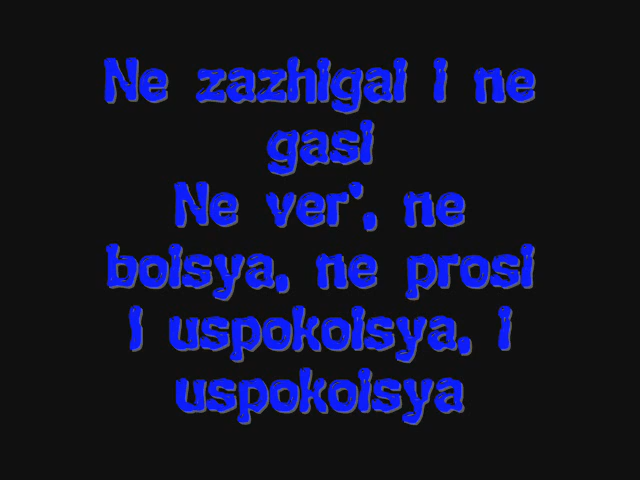 Ne zazhigai i ne
gasi
Ne ver', ne
boisya, ne prosi
I uspokoisya, i
uspokoisya